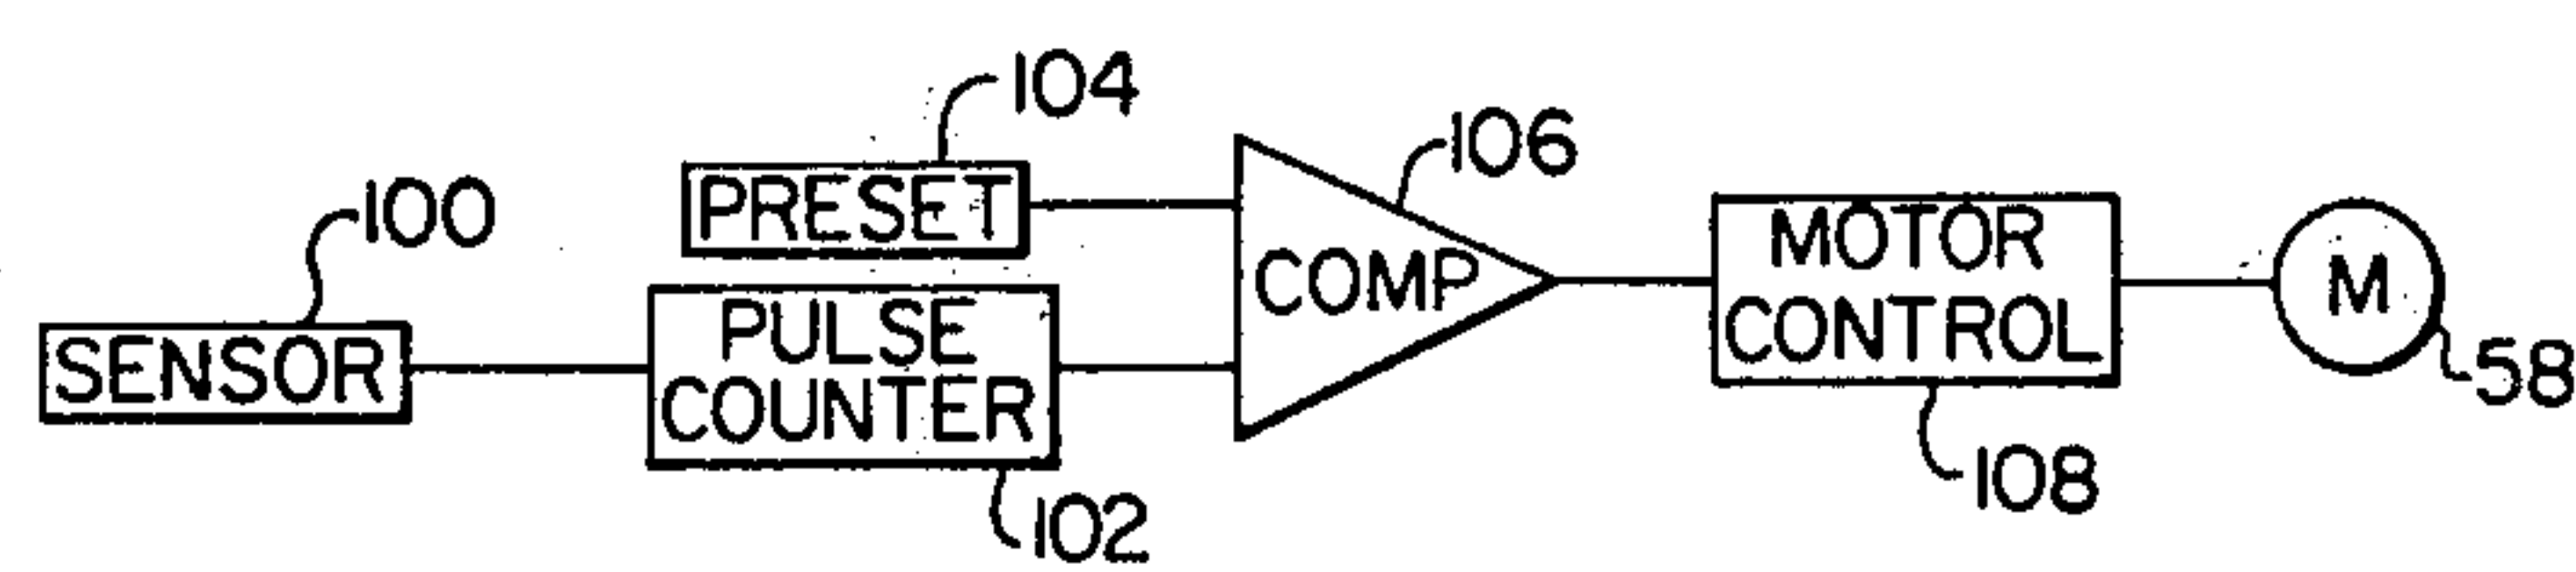 104
106
100
PRESET
COMP
MOTOR
CONTROL
M
SENSOR
PULSE
COUNTER
58
108
102